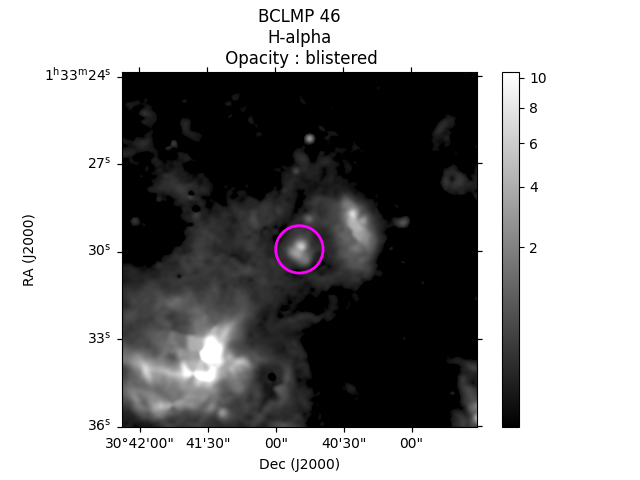 BCLMP 46
H-alpha
Opacity : blistered
1ʰ33ᵐ24ˢ
27ˢ
30ˢ
33ˢ
36ˢ
RA (J2000)
30°42'00" 41'30" 00" 40'30" 00"
Dec (J2000)
10
8
6
4
2